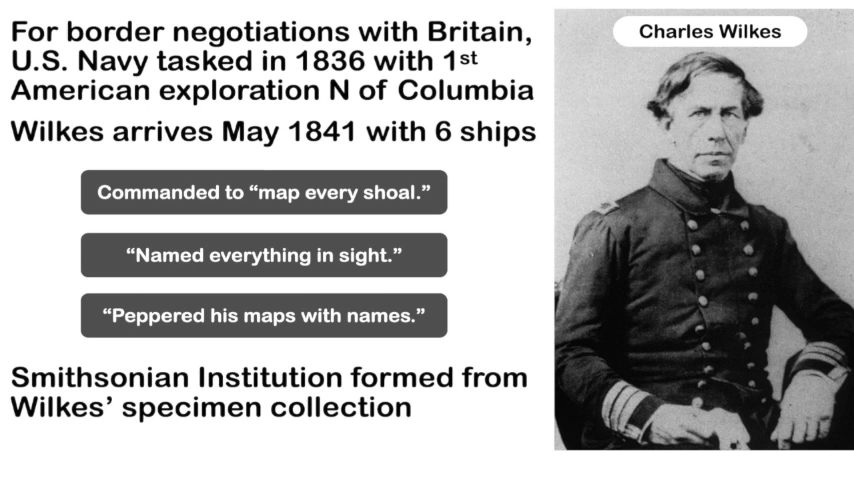 For border negotiations with Britain,
U.S. Navy tasked in 1836 with 1st
American exploration N of Columbia
Wilkes arrives May 1841 with 6 ships
Commanded to “map every shoal.”
“Named everything in sight.”
“Peppered his maps with names.”
Smithsonian Institution formed from
Wilkes’ specimen collection
Charles Wilkes